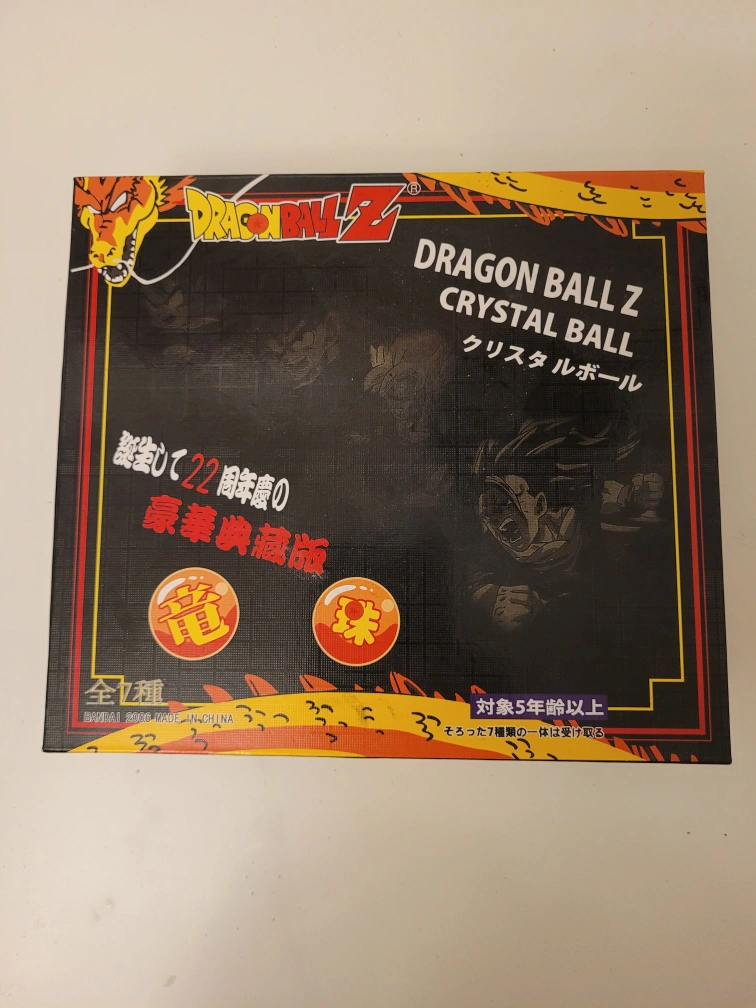 DRAGONBALL Z ®
DRAGON BALL Z
CRYSTAL BALL
クリスタルボール
誕生して22周年慶の
豪華典蔵版
竜 珠
全7種
BANDAI 2006 MADE IN CHINA
対象5年齢以上
そろった7種類の一体は受け取る